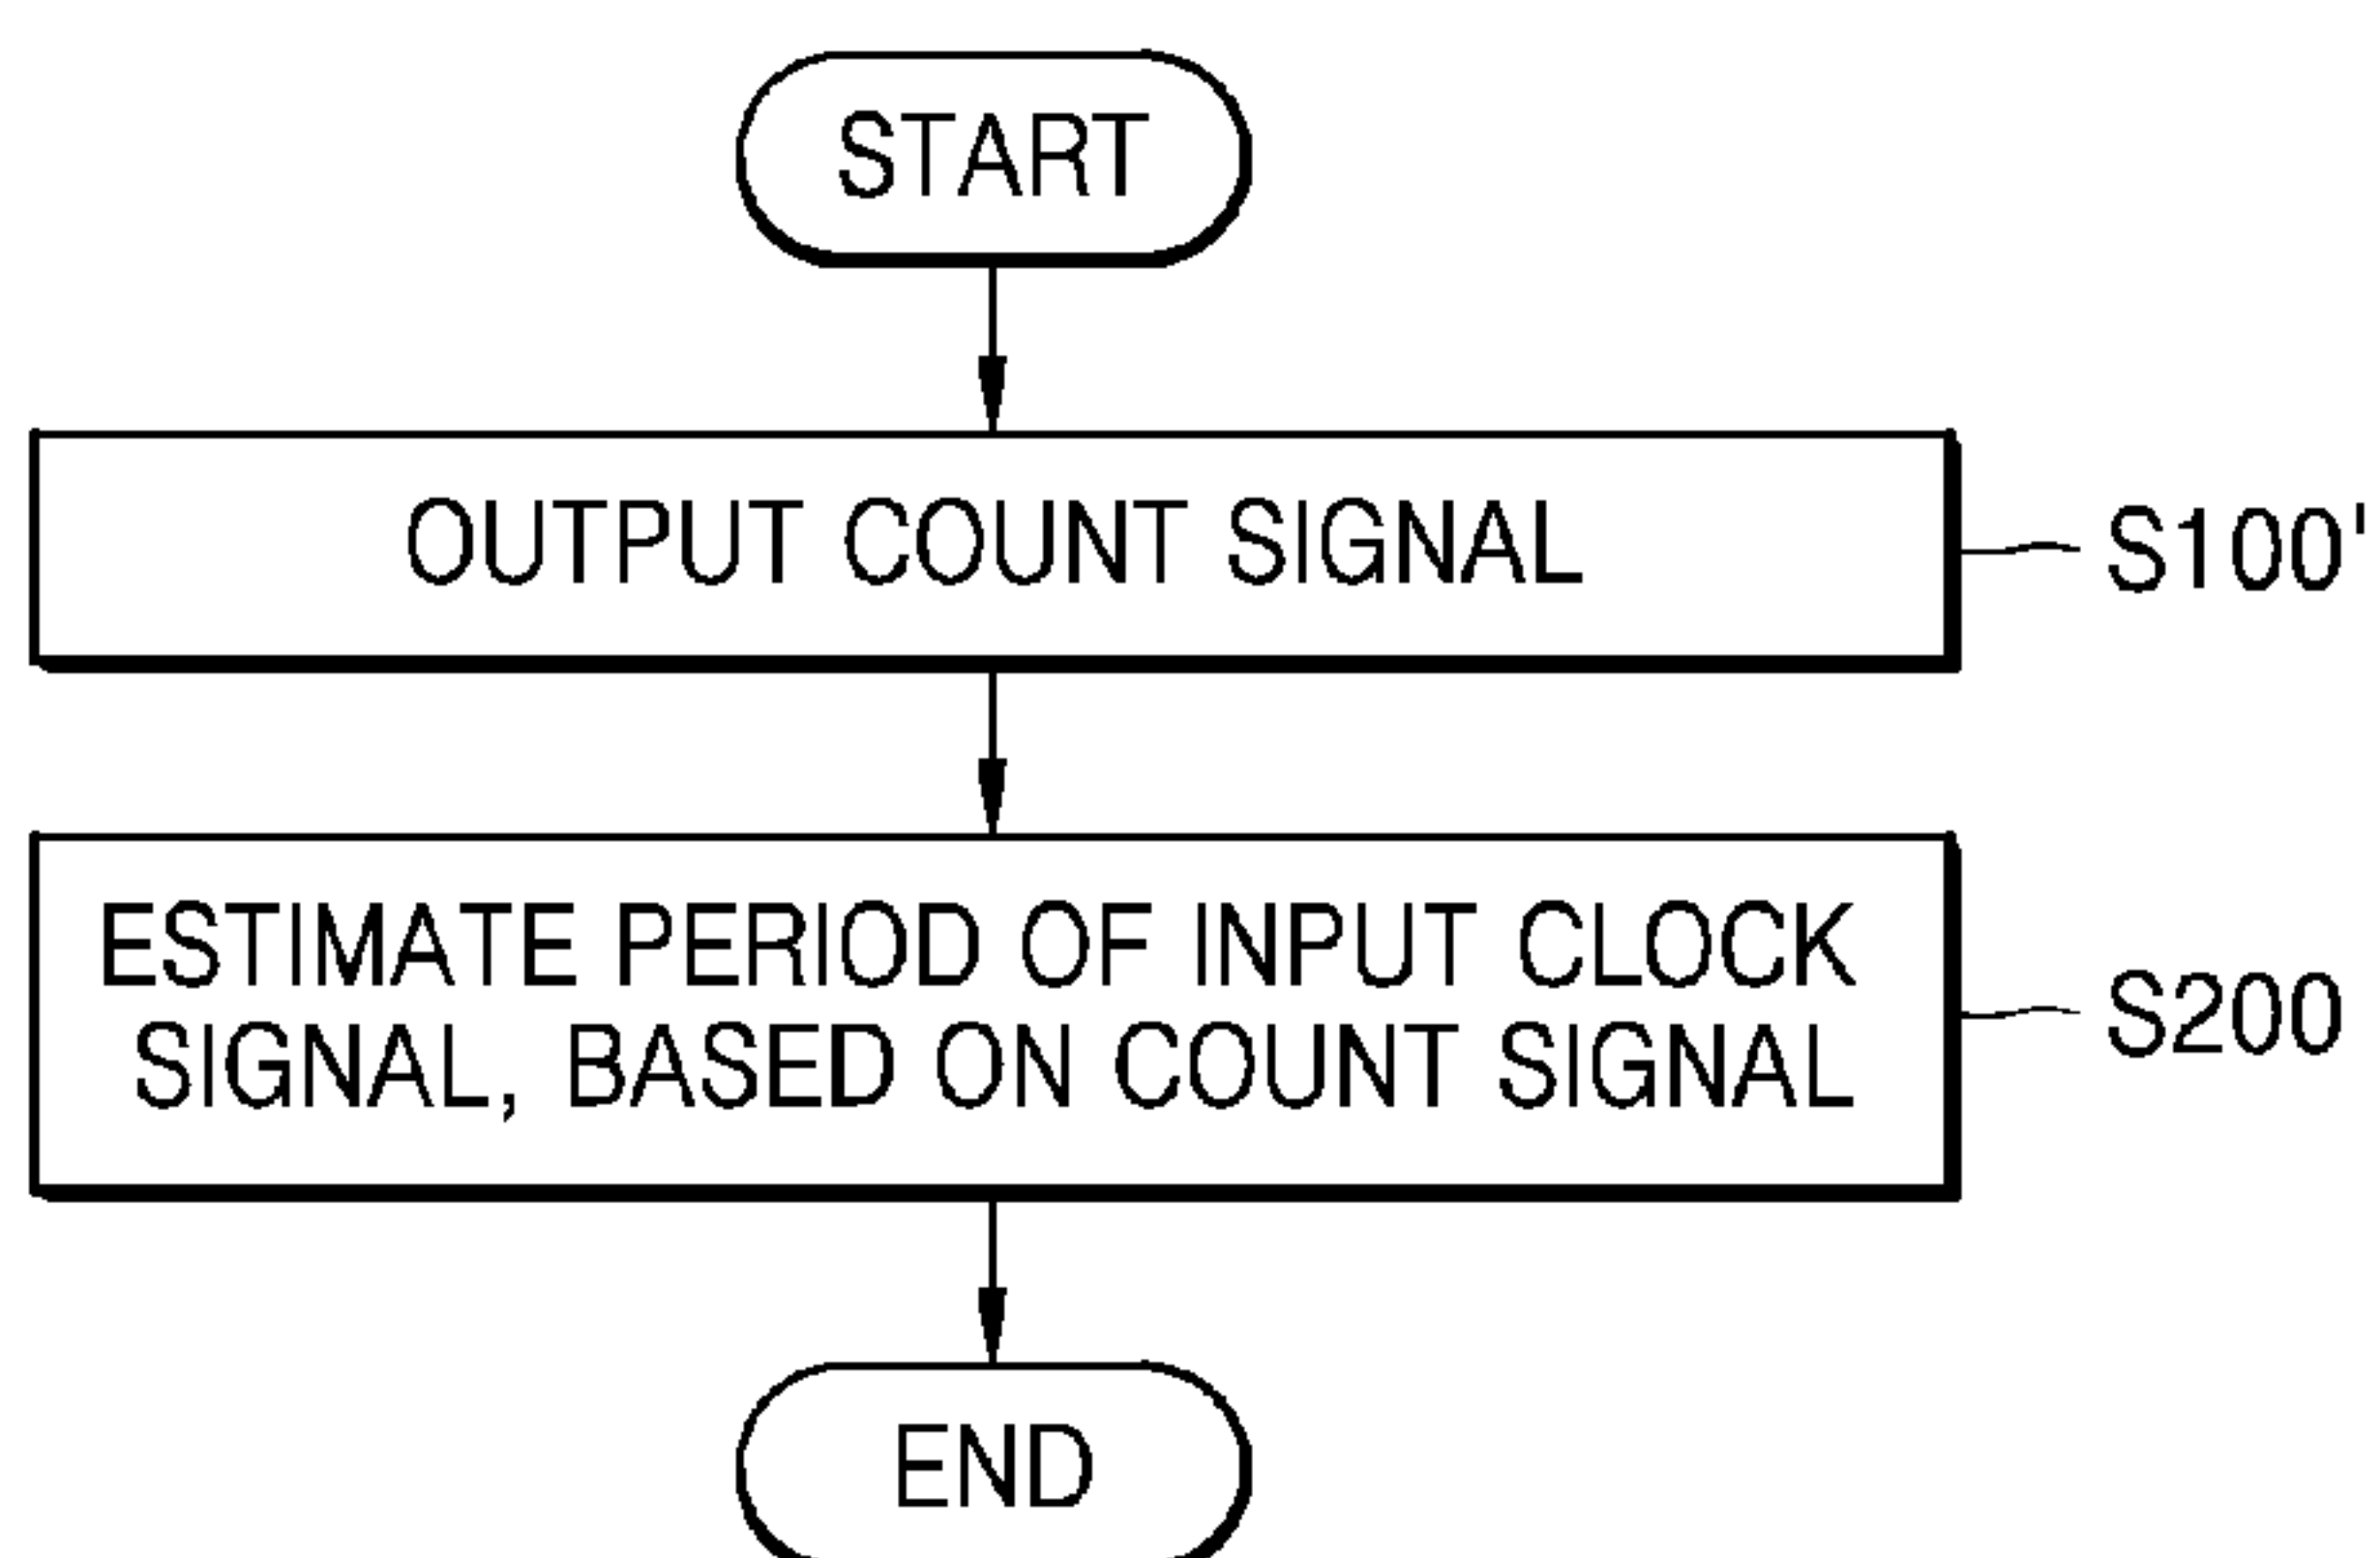 START
OUTPUT COUNT SIGNAL
S100'
ESTIMATE PERIOD OF INPUT CLOCK
SIGNAL, BASED ON COUNT SIGNAL
S200
END